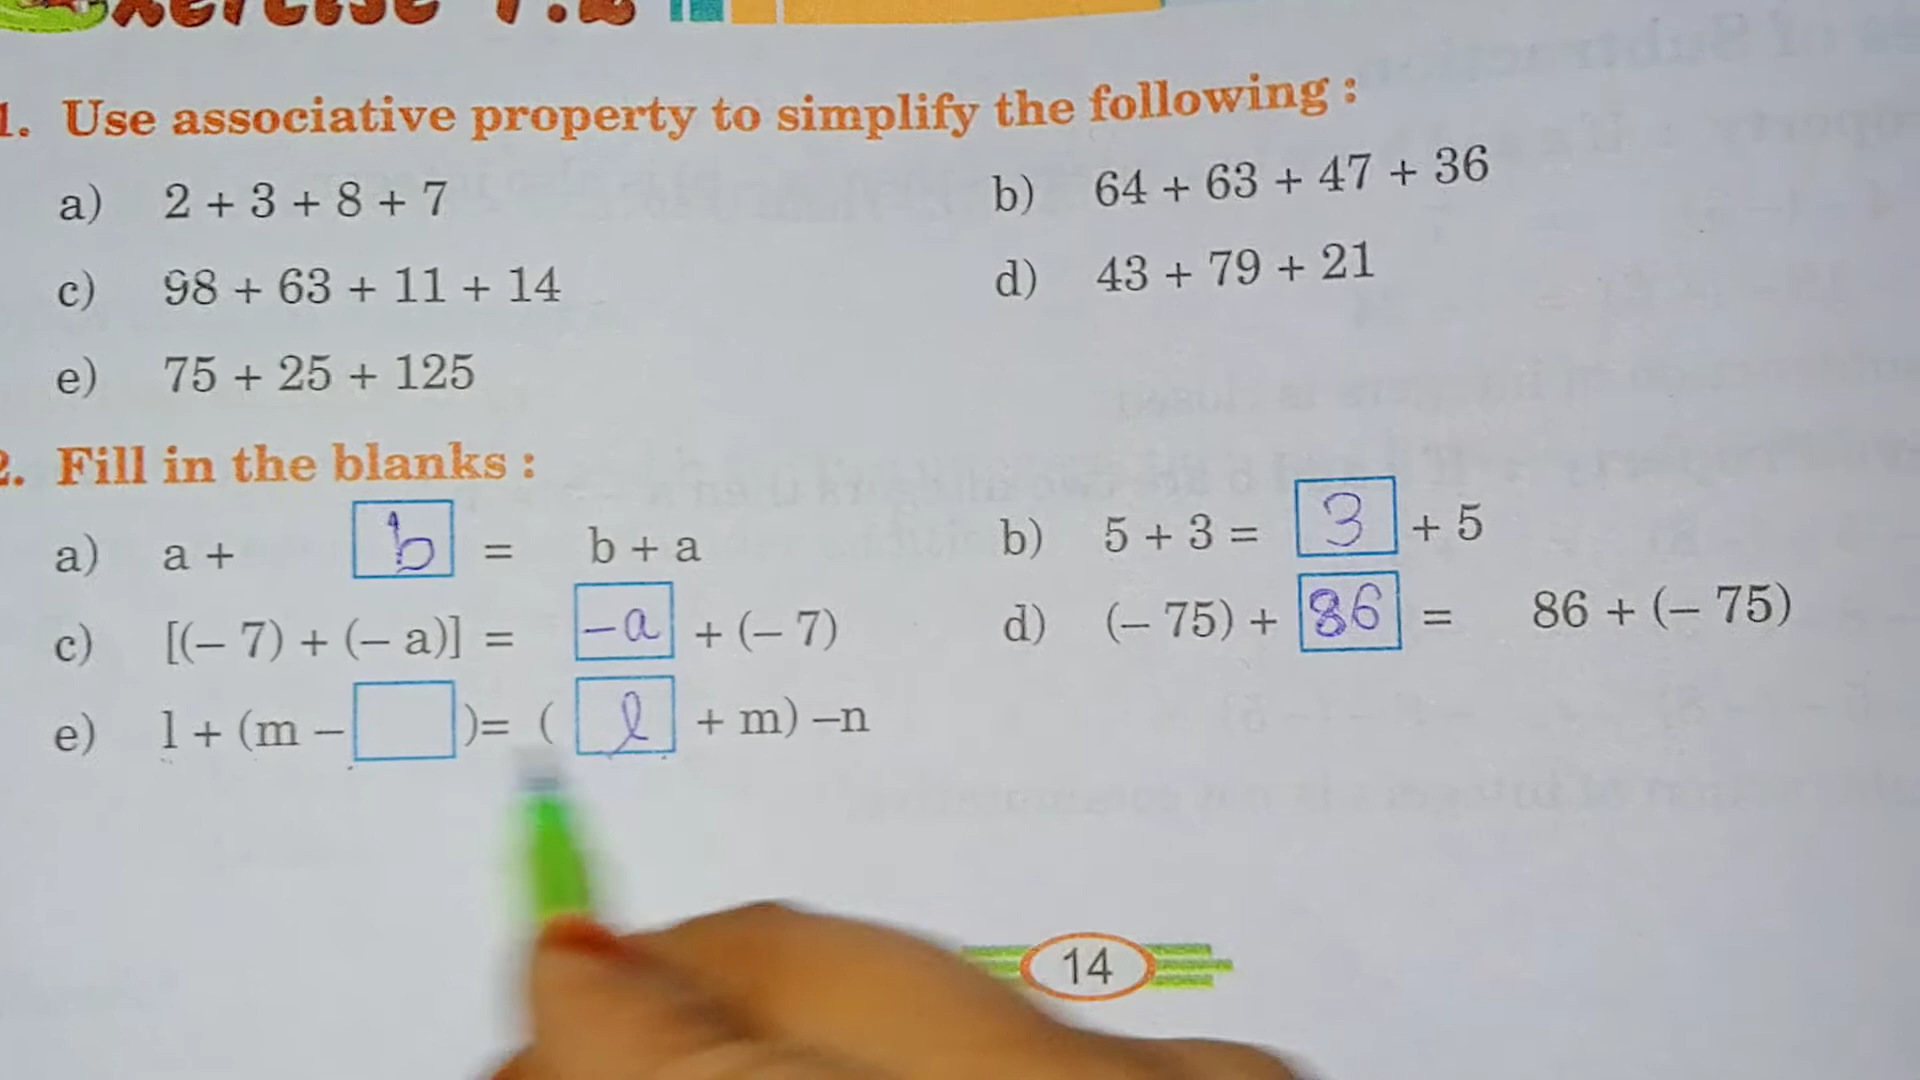 1. Use associative property to simplify the following :
a) 2 + 3 + 8 + 7 b) 64 + 63 + 47 + 36
c) 98 + 63 + 11 + 14 d) 43 + 79 + 21
e) 75 + 25 + 125
2. Fill in the blanks :
a) a + b = b + a b) 5 + 3 = 3 + 5
c) [(– 7) + (– a)] = –a + (– 7) d) (– 75) + 86 = 86 + (– 75)
e) l + (m – )= ( l + m) –n
14